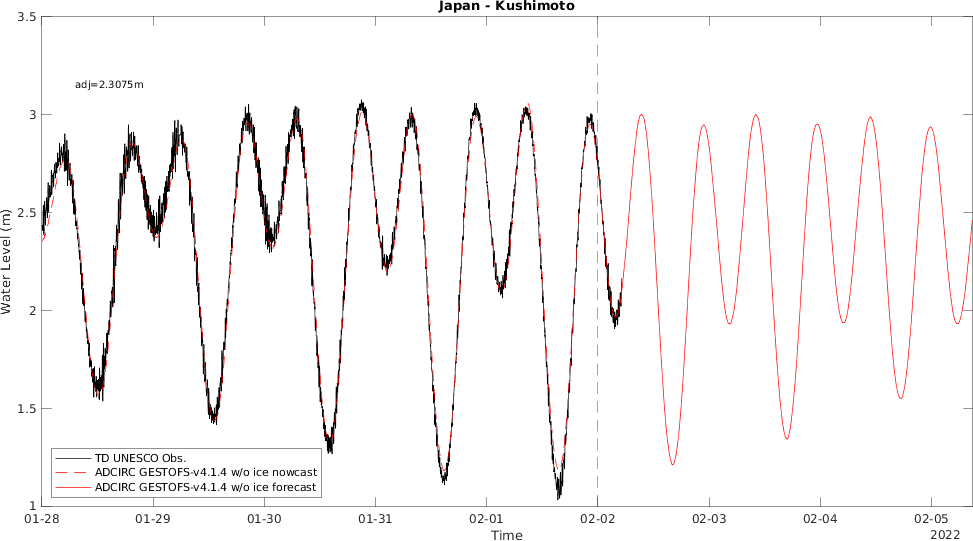 Japan - Kushimoto
3.5
adj=2.3075m
3
2.5
Water Level (m)
2
1.5
TD UNESCO Obs.
ADCIRC GESTOFS-v4.1.4 w/o ice nowcast
ADCIRC GESTOFS-v4.1.4 w/o ice forecast
1
01-28 01-29 01-30 01-31 02-01 02-02 02-03 02-04 02-05
Time
2022